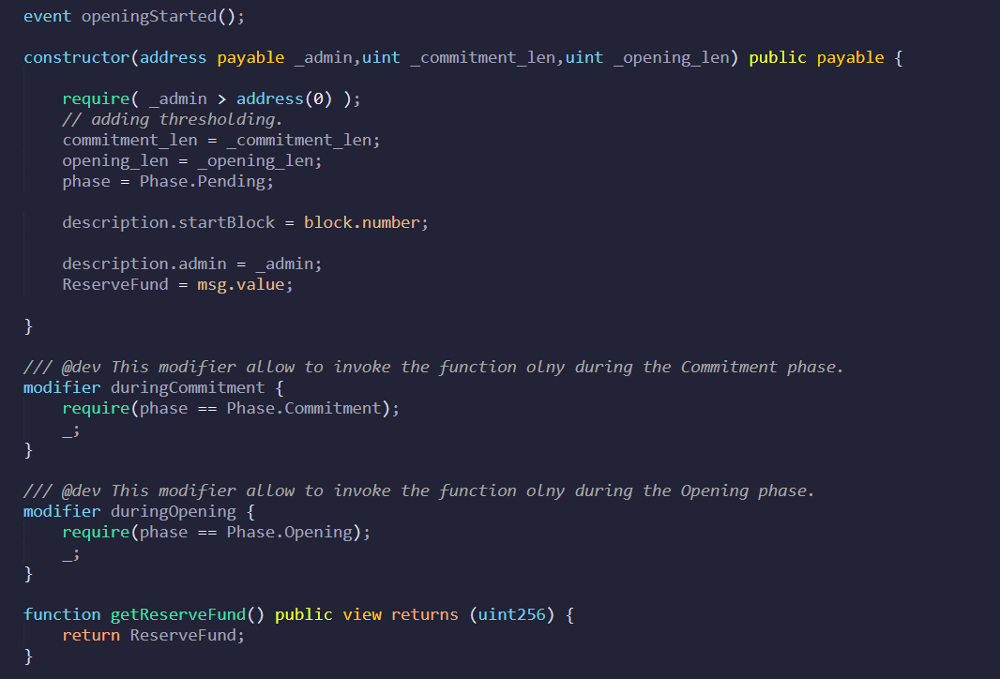 event openingStarted();
constructor(address payable _admin,uint _commitment_len,uint _opening_len) public payable {
require( _admin > address(0) );
// adding thresholding.
commitment_len = _commitment_len;
opening_len = _opening_len;
phase = Phase.Pending;
description.startBlock = block.number;
description.admin = _admin;
ReserveFund = msg.value;
}
/// @dev This modifier allow to invoke the function olny during the Commitment phase.
modifier duringCommitment {
require(phase == Phase.Commitment);
_;
}
/// @dev This modifier allow to invoke the function olny during the Opening phase.
modifier duringOpening {
require(phase == Phase.Opening);
_;
}
function getReserveFund() public view returns (uint256) {
return ReserveFund;
}